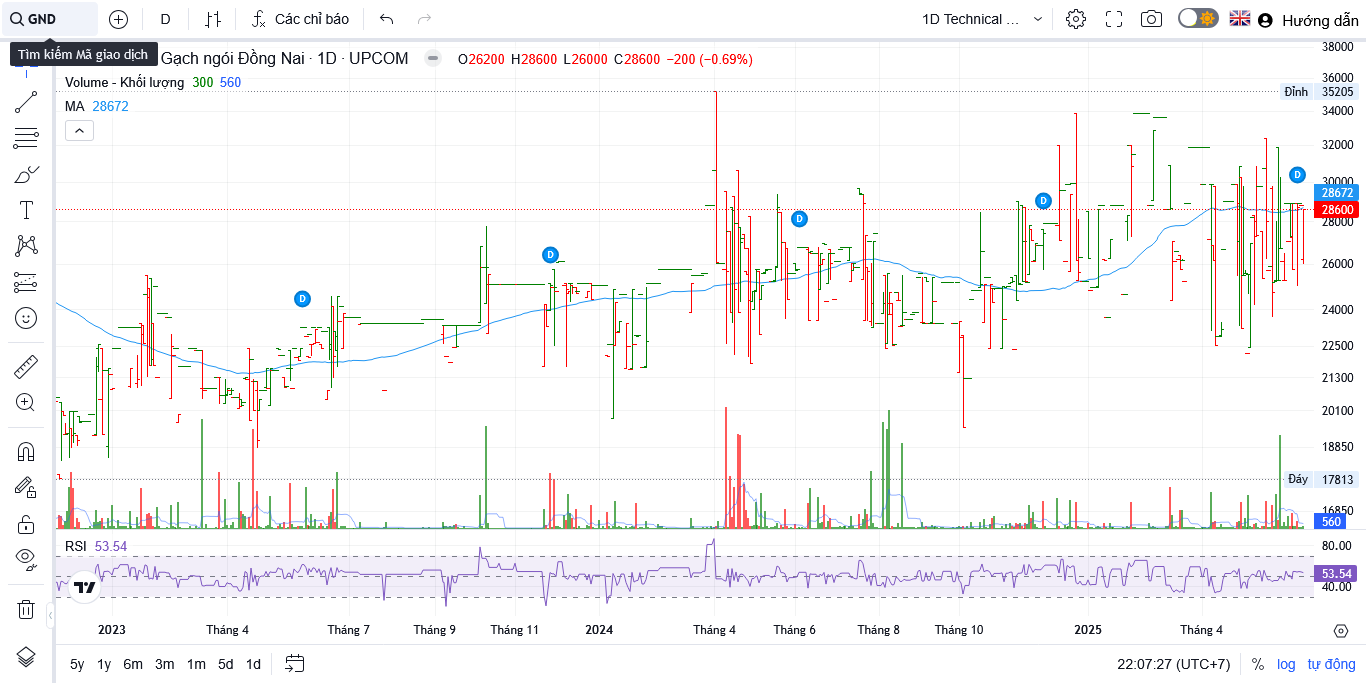 GND
D
Các chỉ báo
1D Technical ...
Hướng dẫn
Tìm kiếm Mã giao dịch
Gạch ngói Đồng Nai · 1D · UPCOM
O26200 H28600 L26000 C28600 −200 (−0.69%)
Volume - Khối lượng 300 560
MA 28672
38000
36000
Đỉnh 35205
34000
32000
30000
28672
28600
28000
26000
24000
22500
21300
20100
18850
Đáy 17813
16850
560
D
D
D
D
D
RSI 53.54
80.00
53.54
40.00
2023 Tháng 4 Tháng 7 Tháng 9 Tháng 11 2024 Tháng 4 Tháng 6 Tháng 8 Tháng 10 2025 Tháng 4
5y 1y 6m 3m 1m 5d 1d
22:07:27 (UTC+7) % log tự động